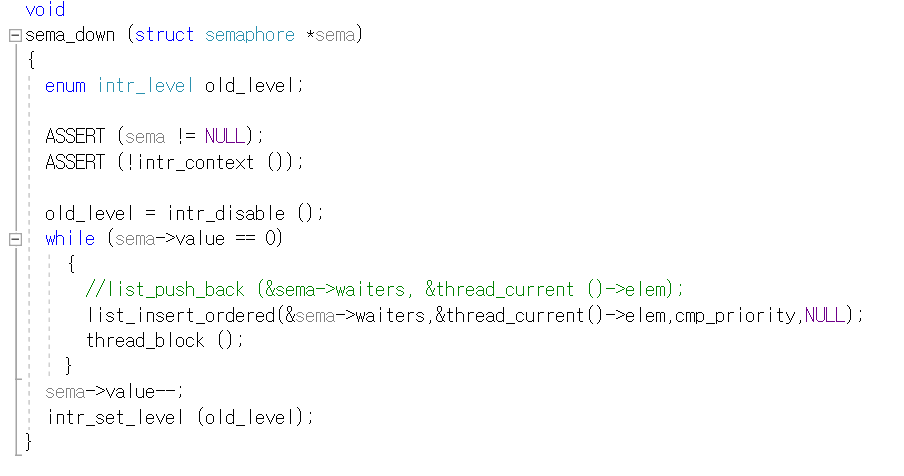 void
sema_down (struct semaphore *sema)
{
enum intr_level old_level;
ASSERT (sema != NULL);
ASSERT (!intr_context ());
old_level = intr_disable ();
while (sema->value == 0)
{
//list_push_back (&sema->waiters, &thread_current ()->elem);
list_insert_ordered(&sema->waiters,&thread_current()->elem,cmp_priority,NULL);
thread_block ();
}
sema->value--;
intr_set_level (old_level);
}